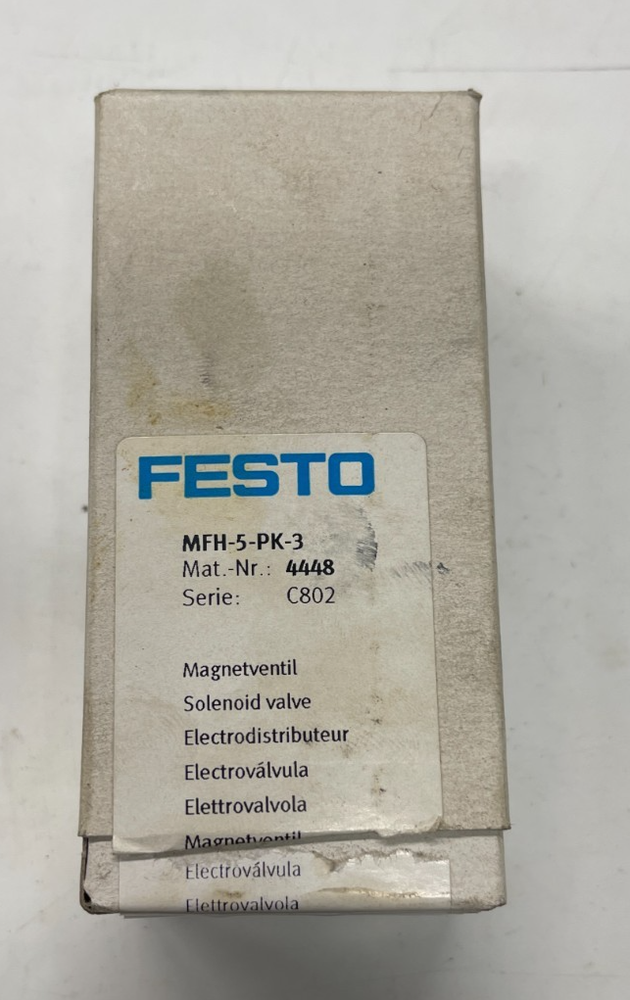 FESTO
MFH-5-PK-3
Mat.-Nr.: 4448
Serie: C802
Magnetventil
Solenoid valve
Electrodistributeur
Electroválvula
Elettrovalvola
Magnetventil
Electroválvula
Elettrovalvola